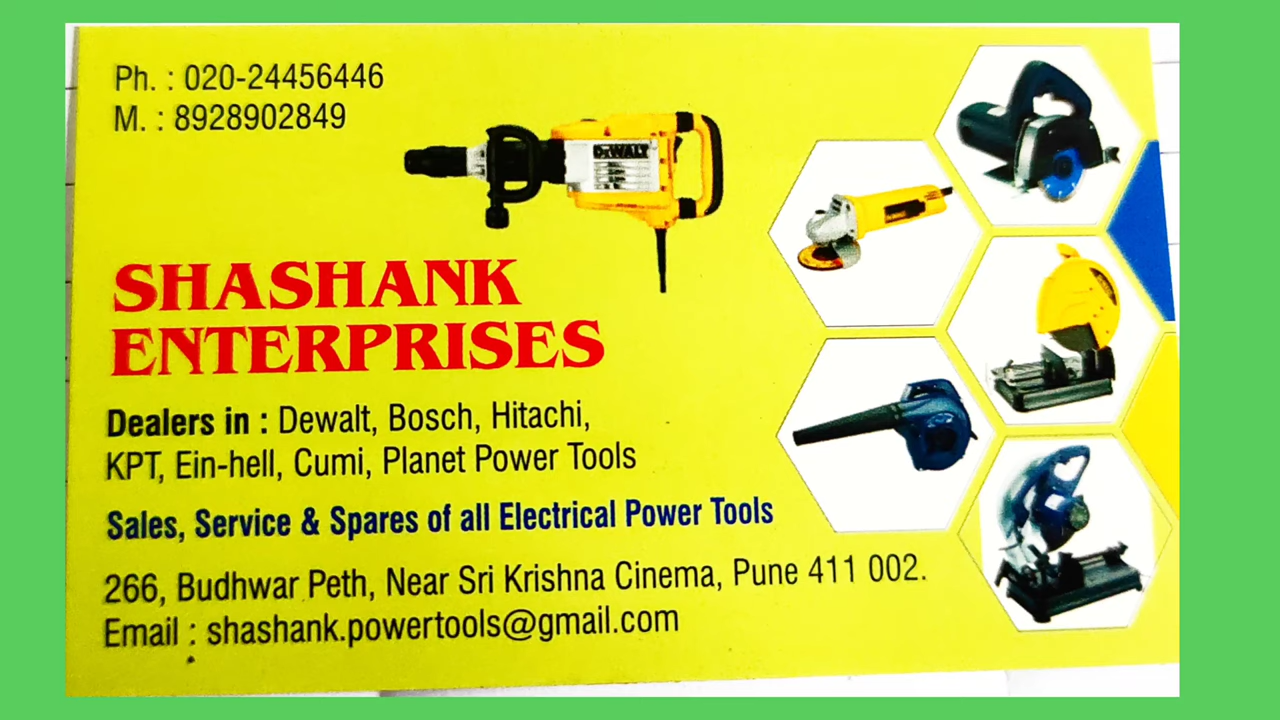 Ph. : 020-24456446
M. : 8928902849
DEWALT
SHASHANK
ENTERPRISES
Dealers in : Dewalt, Bosch, Hitachi,
KPT, Ein-hell, Cumi, Planet Power Tools
Sales, Service & Spares of all Electrical Power Tools
266, Budhwar Peth, Near Sri Krishna Cinema, Pune 411 002.
Email : shashank.powertools@gmail.com